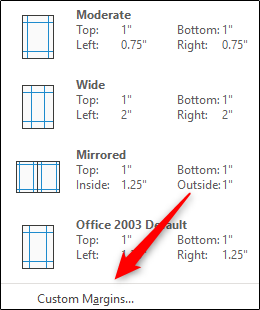 Moderate
Top: 1" Bottom: 1"
Left: 0.75" Right: 0.75"
Wide
Top: 1" Bottom: 1"
Left: 2" Right: 2"
Mirrored
Top: 1" Bottom: 1"
Inside: 1.25" Outside: 1"
Office 2003 Default
Top: 1" Bottom: 1"
Left: Right: 1.25"
Custom Margins...